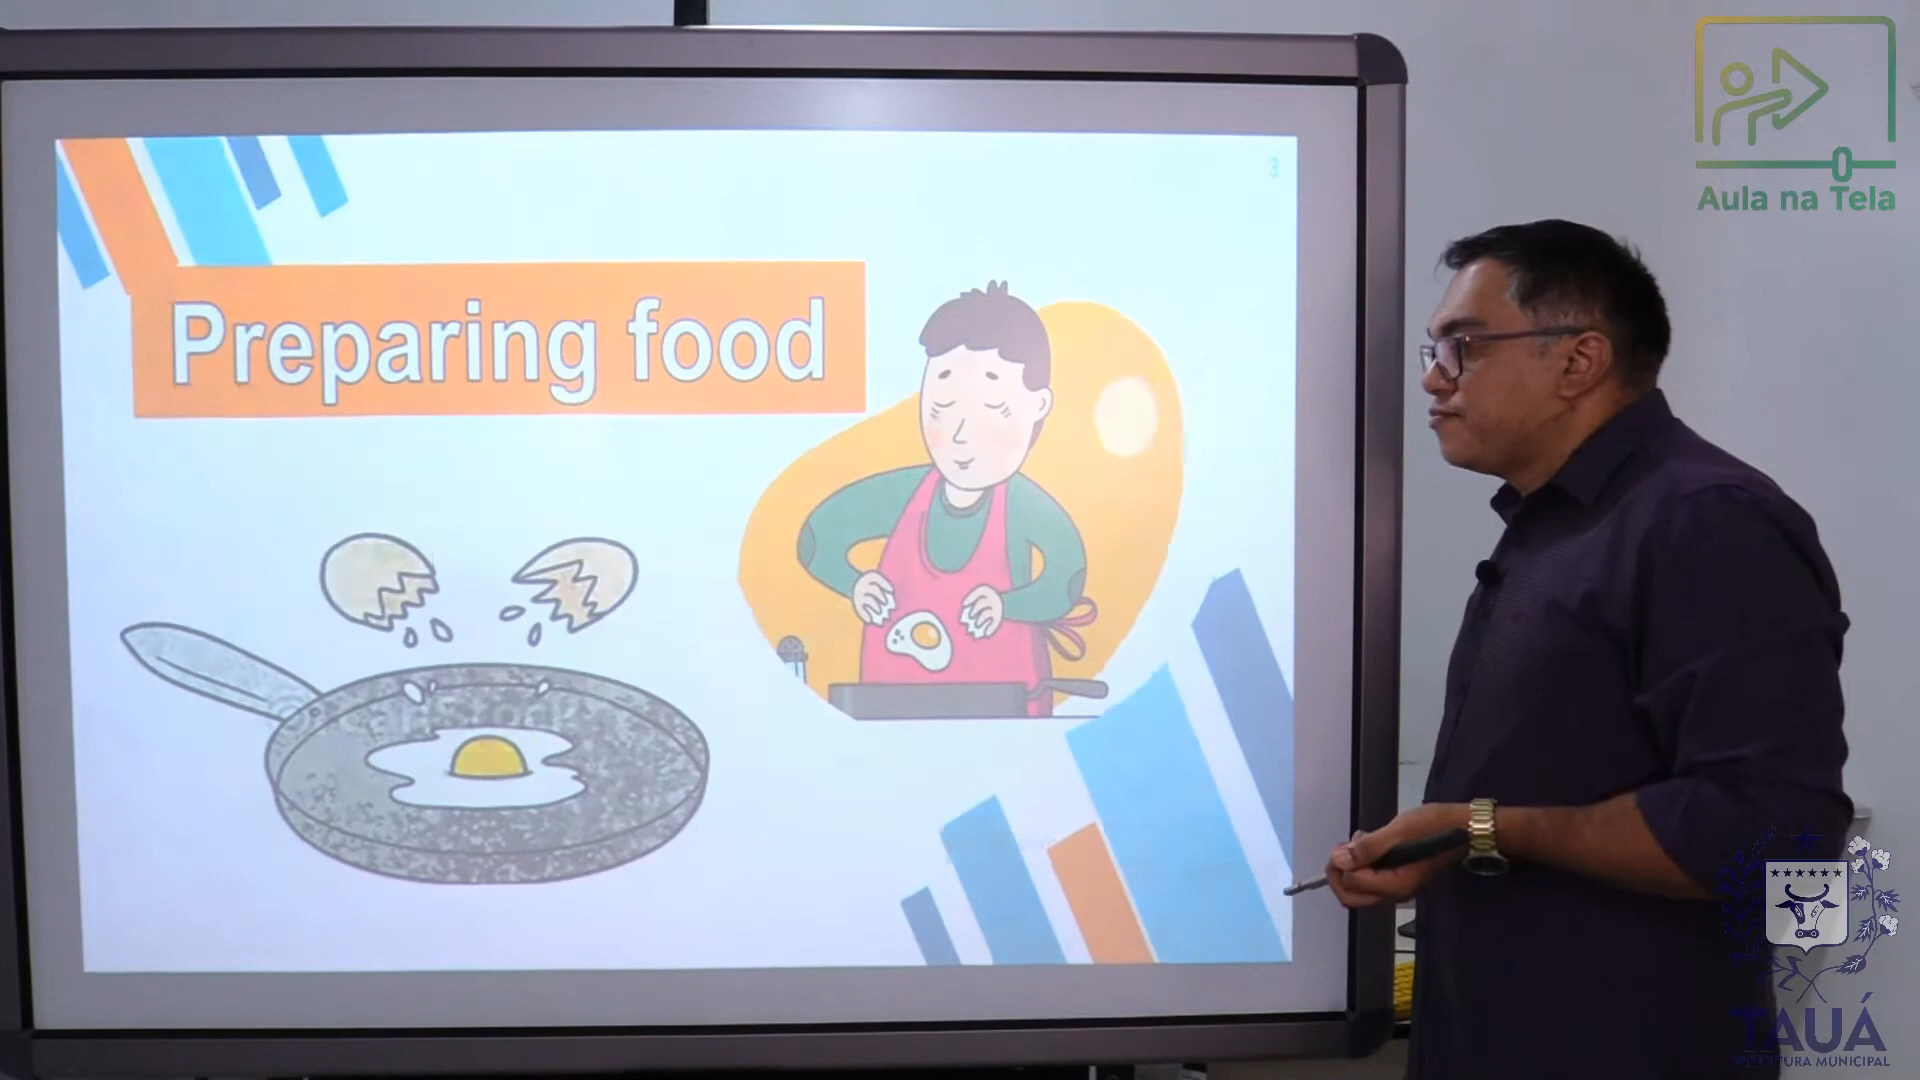 Aula na Tela
3
Preparing food
TAUÁ
PREFEITURA MUNICIPAL